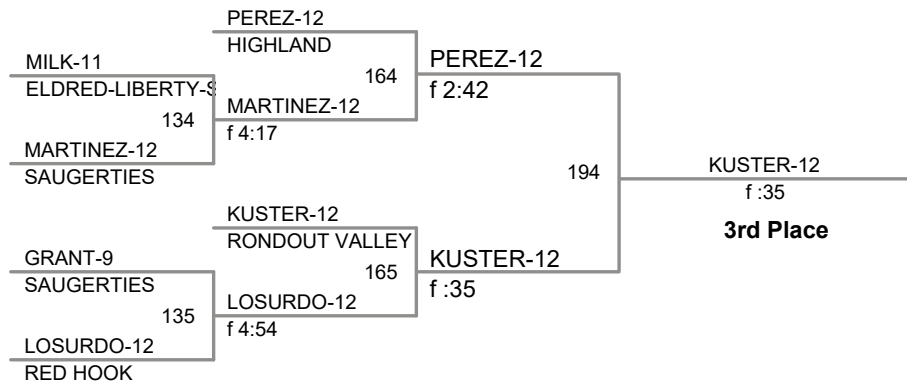 PEREZ-12
HIGHLAND
MILK-11
ELDRED-LIBERTY-S
164
PEREZ-12
f 2:42
134
MARTINEZ-12
f 4:17
MARTINEZ-12
SAUGERTIES
194
KUSTER-12
f :35
3rd Place
KUSTER-12
RONDOUT VALLEY
GRANT-9
SAUGERTIES
165
KUSTER-12
f :35
135
LOSURDO-12
f 4:54
LOSURDO-12
RED HOOK